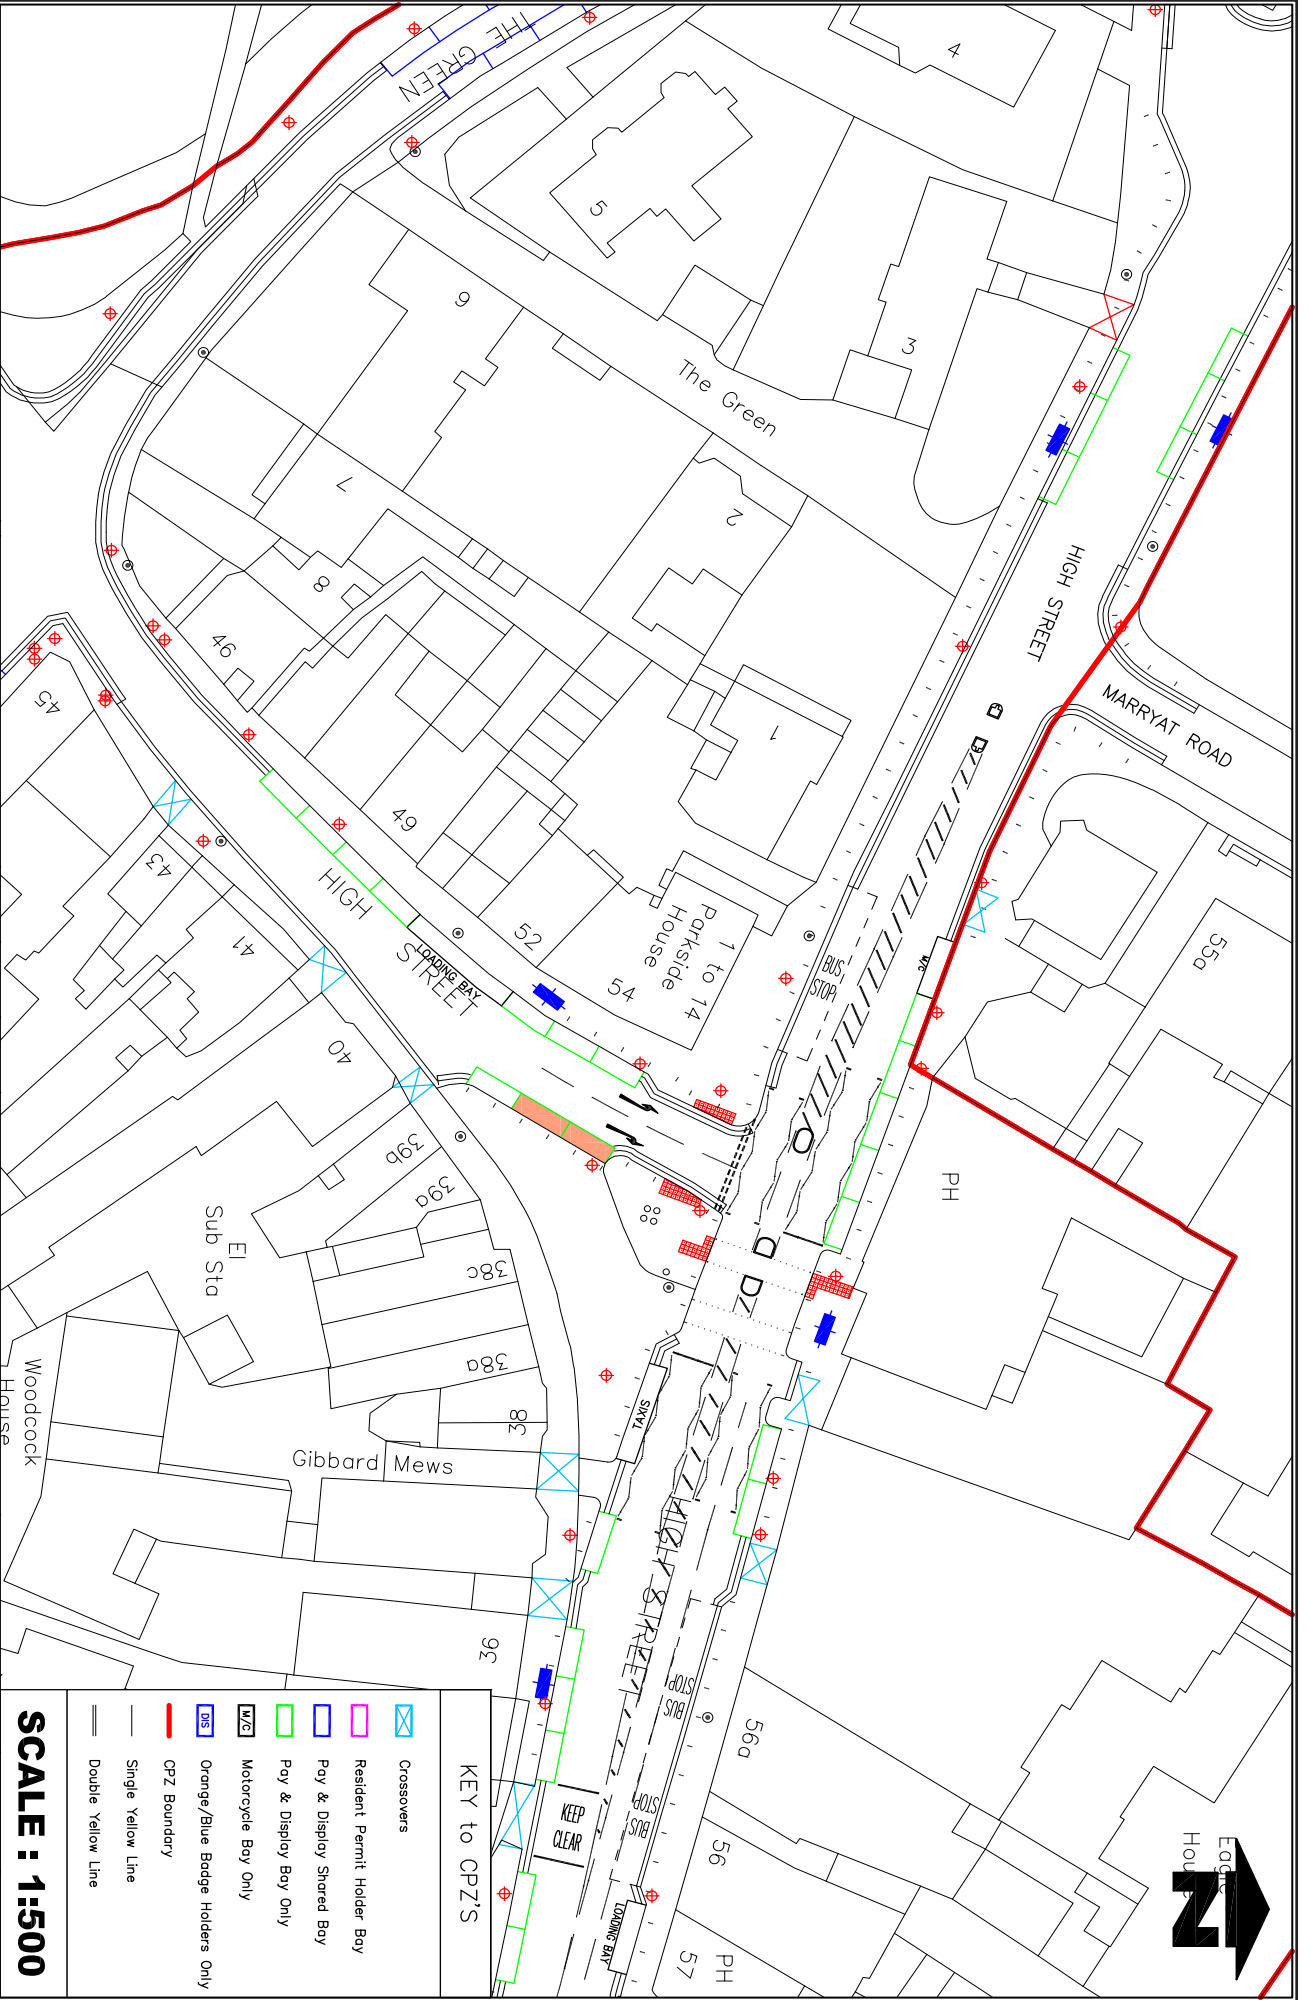 THE GREEN
4
5
3
6
The Green
7
2
8
46
45
1
49
43
41
HIGH STREET
MARRYAT ROAD
HIGH
STREET
LOADING BAY
52
54
1 to 14
Parkside
House
BUS
STOP
M/C
55a
40
39b
39a
El
Sub Sta
38c
38a
38
PH
TAXIS
Gibbard Mews
Woodcock
House
HIGH STREET
36
BUS
STOP
BUS
STOP
56a
56
KEEP
CLEAR
LOADING BAY
PH
57
Eagle
House
N
KEY to CPZ'S
Crossovers
Resident Permit Holder Bay
Pay & Display Shared Bay
Pay & Display Bay Only
M/C
Motorcycle Bay Only
DIS
Orange/Blue Badge Holders Only
CPZ Boundary
Single Yellow Line
Double Yellow Line
SCALE : 1:500